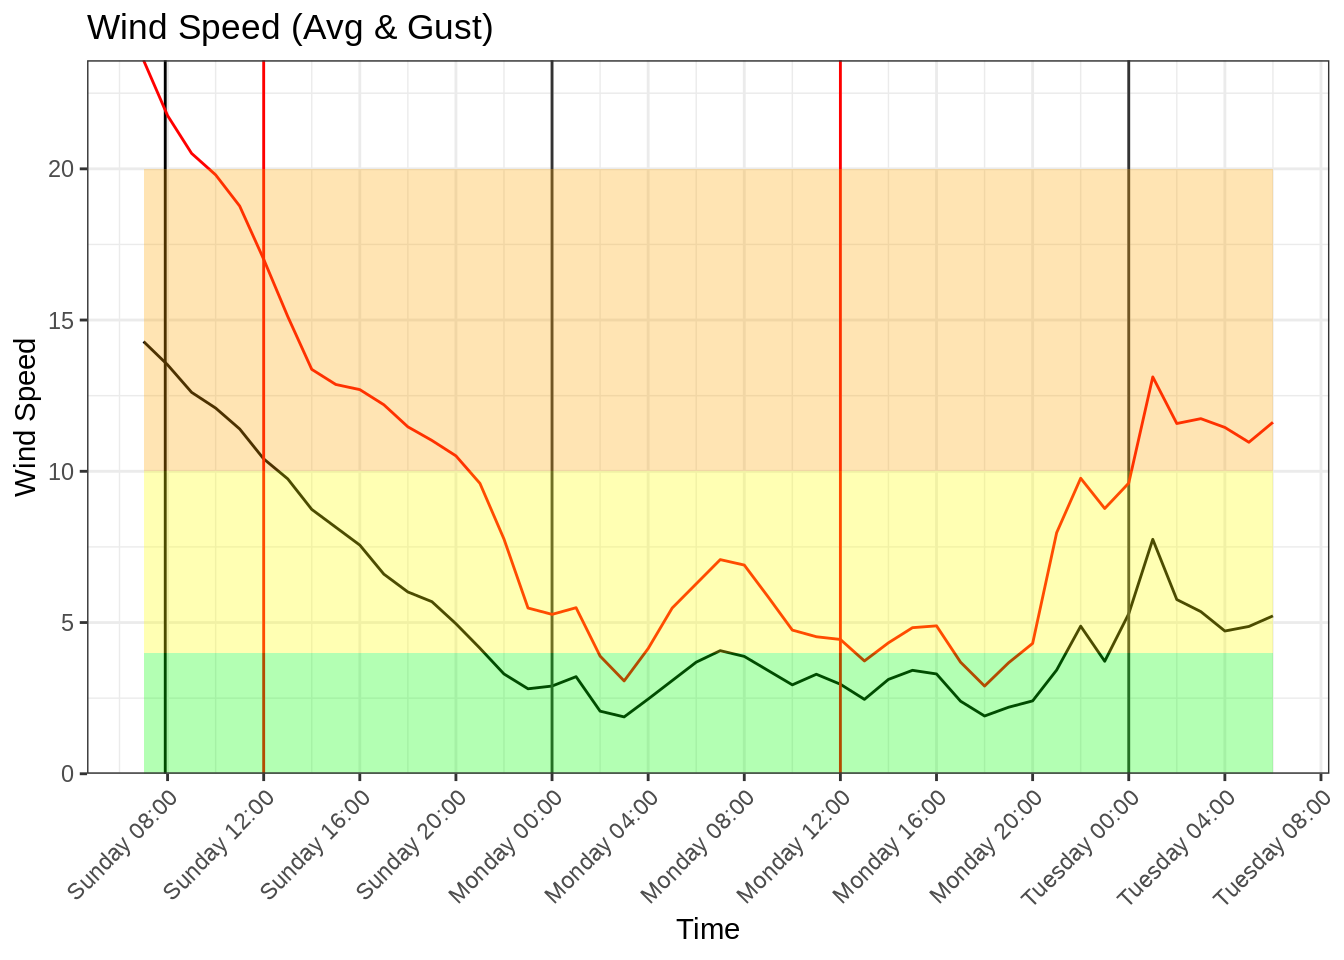 Wind Speed (Avg & Gust)
Wind Speed
20
15
10
5
0
Sunday 08:00
Sunday 12:00
Sunday 16:00
Sunday 20:00
Monday 00:00
Monday 04:00
Monday 08:00
Monday 12:00
Monday 16:00
Monday 20:00
Tuesday 00:00
Tuesday 04:00
Tuesday 08:00
Time